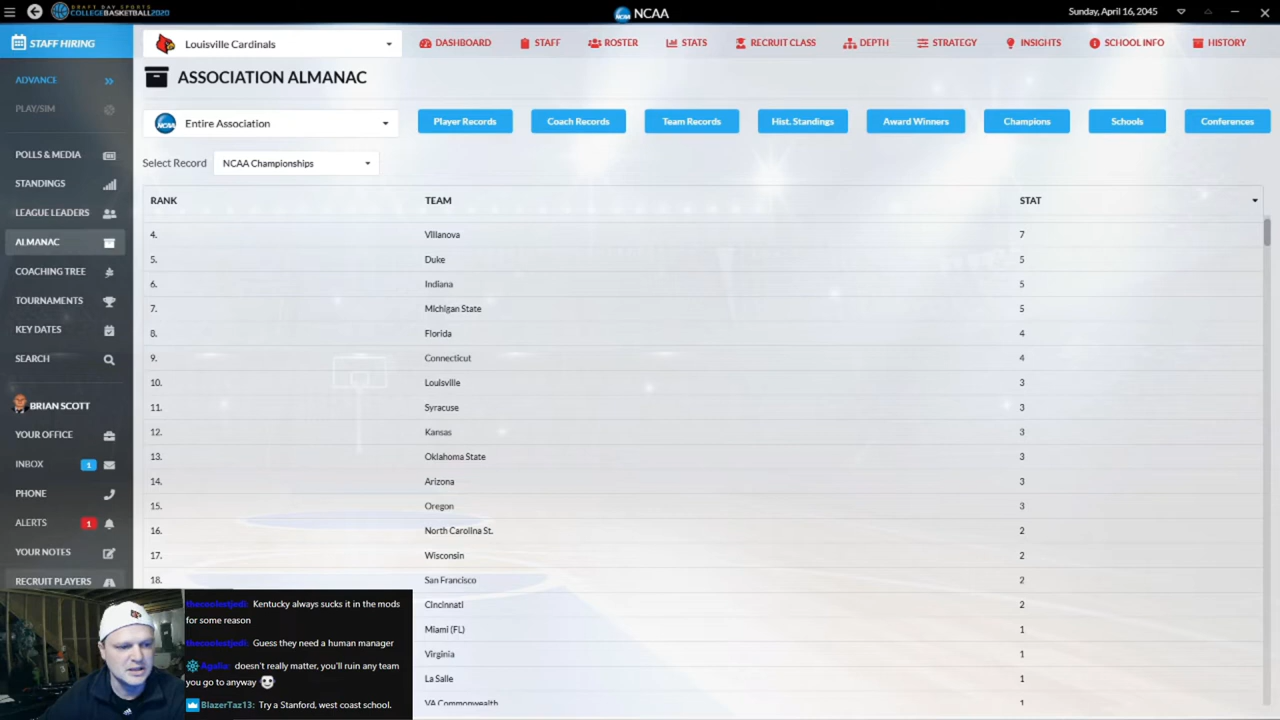 DRAFT DAY SPORTS
COLLEGE BASKETBALL 2020
NCAA
Sunday, April 16, 2045
STAFF HIRING
Louisville Cardinals
DASHBOARD
STAFF
ROSTER
STATS
RECRUIT CLASS
DEPTH
STRATEGY
INSIGHTS
SCHOOL INFO
HISTORY
ADVANCE
PLAY/SIM
POLLS & MEDIA
STANDINGS
LEAGUE LEADERS
ALMANAC
COACHING TREE
TOURNAMENTS
KEY DATES
SEARCH
BRIAN SCOTT
YOUR OFFICE
INBOX 1
PHONE
ALERTS 1
YOUR NOTES
RECRUIT PLAYERS
ASSOCIATION ALMANAC
Entire Association
Player Records
Coach Records
Team Records
Hist. Standings
Award Winners
Champions
Schools
Conferences
Select Record NCAA Championships
RANK TEAM STAT
4. Villanova 7
5. Duke 5
6. Indiana 5
7. Michigan State 5
8. Florida 4
9. Connecticut 4
10. Louisville 3
11. Syracuse 3
12. Kansas 3
13. Oklahoma State 3
14. Arizona 3
15. Oregon 3
16. North Carolina St. 2
17. Wisconsin 2
18. San Francisco 2
Cincinnati 2
Miami (FL) 1
Virginia 1
La Salle 1
VA Commonwealth 1
thecoolestjedi: Kentucky always sucks it in the mods
for some reason
thecoolestjedi: Guess they need a human manager
Agalia: doesn't really matter, you'll ruin any team
you go to anyway
BlazerTaz13: Try a Stanford, west coast school.